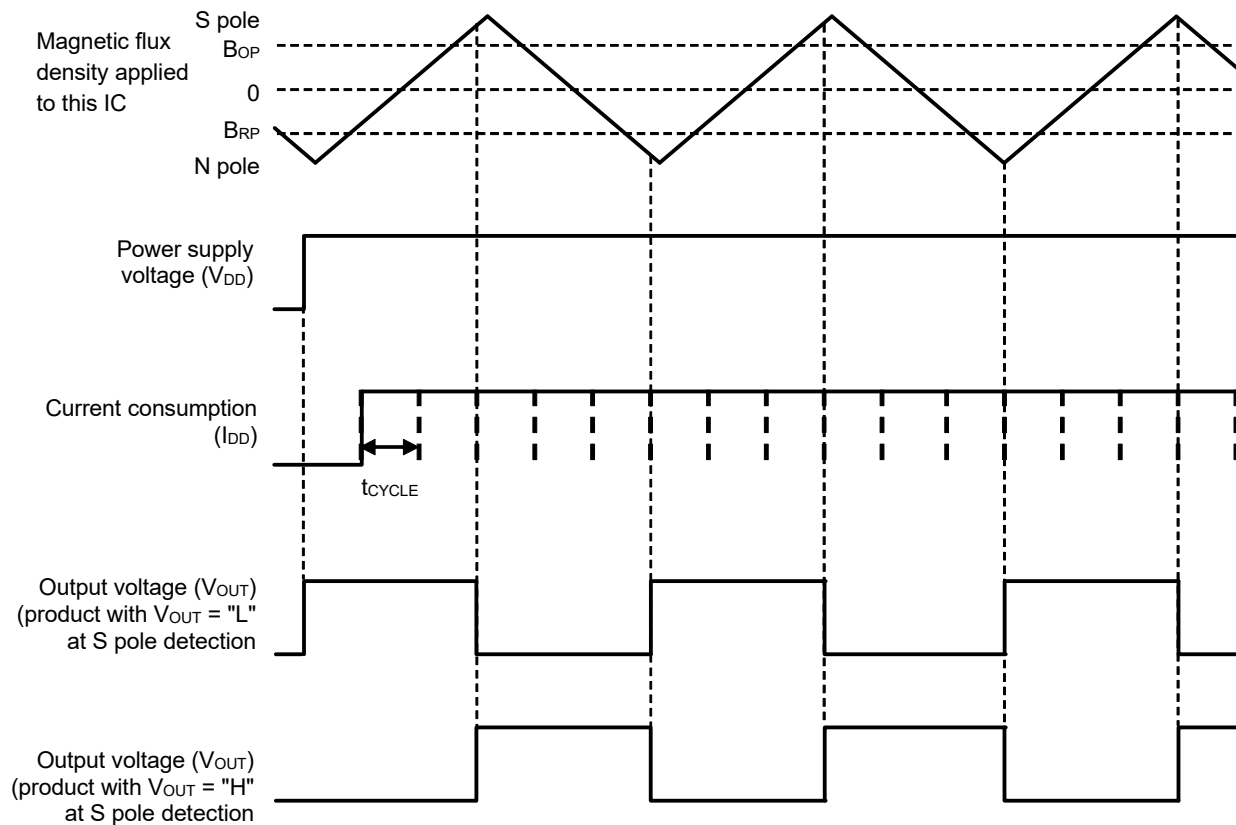 S pole
Magnetic flux
density applied
to this IC
BOP
0
BRP
N pole
Power supply
voltage (VDD)
Current consumption
(IDD)
tCYCLE
Output voltage (VOUT)
(product with VOUT = "L"
at S pole detection
Output voltage (VOUT)
(product with VOUT = "H"
at S pole detection